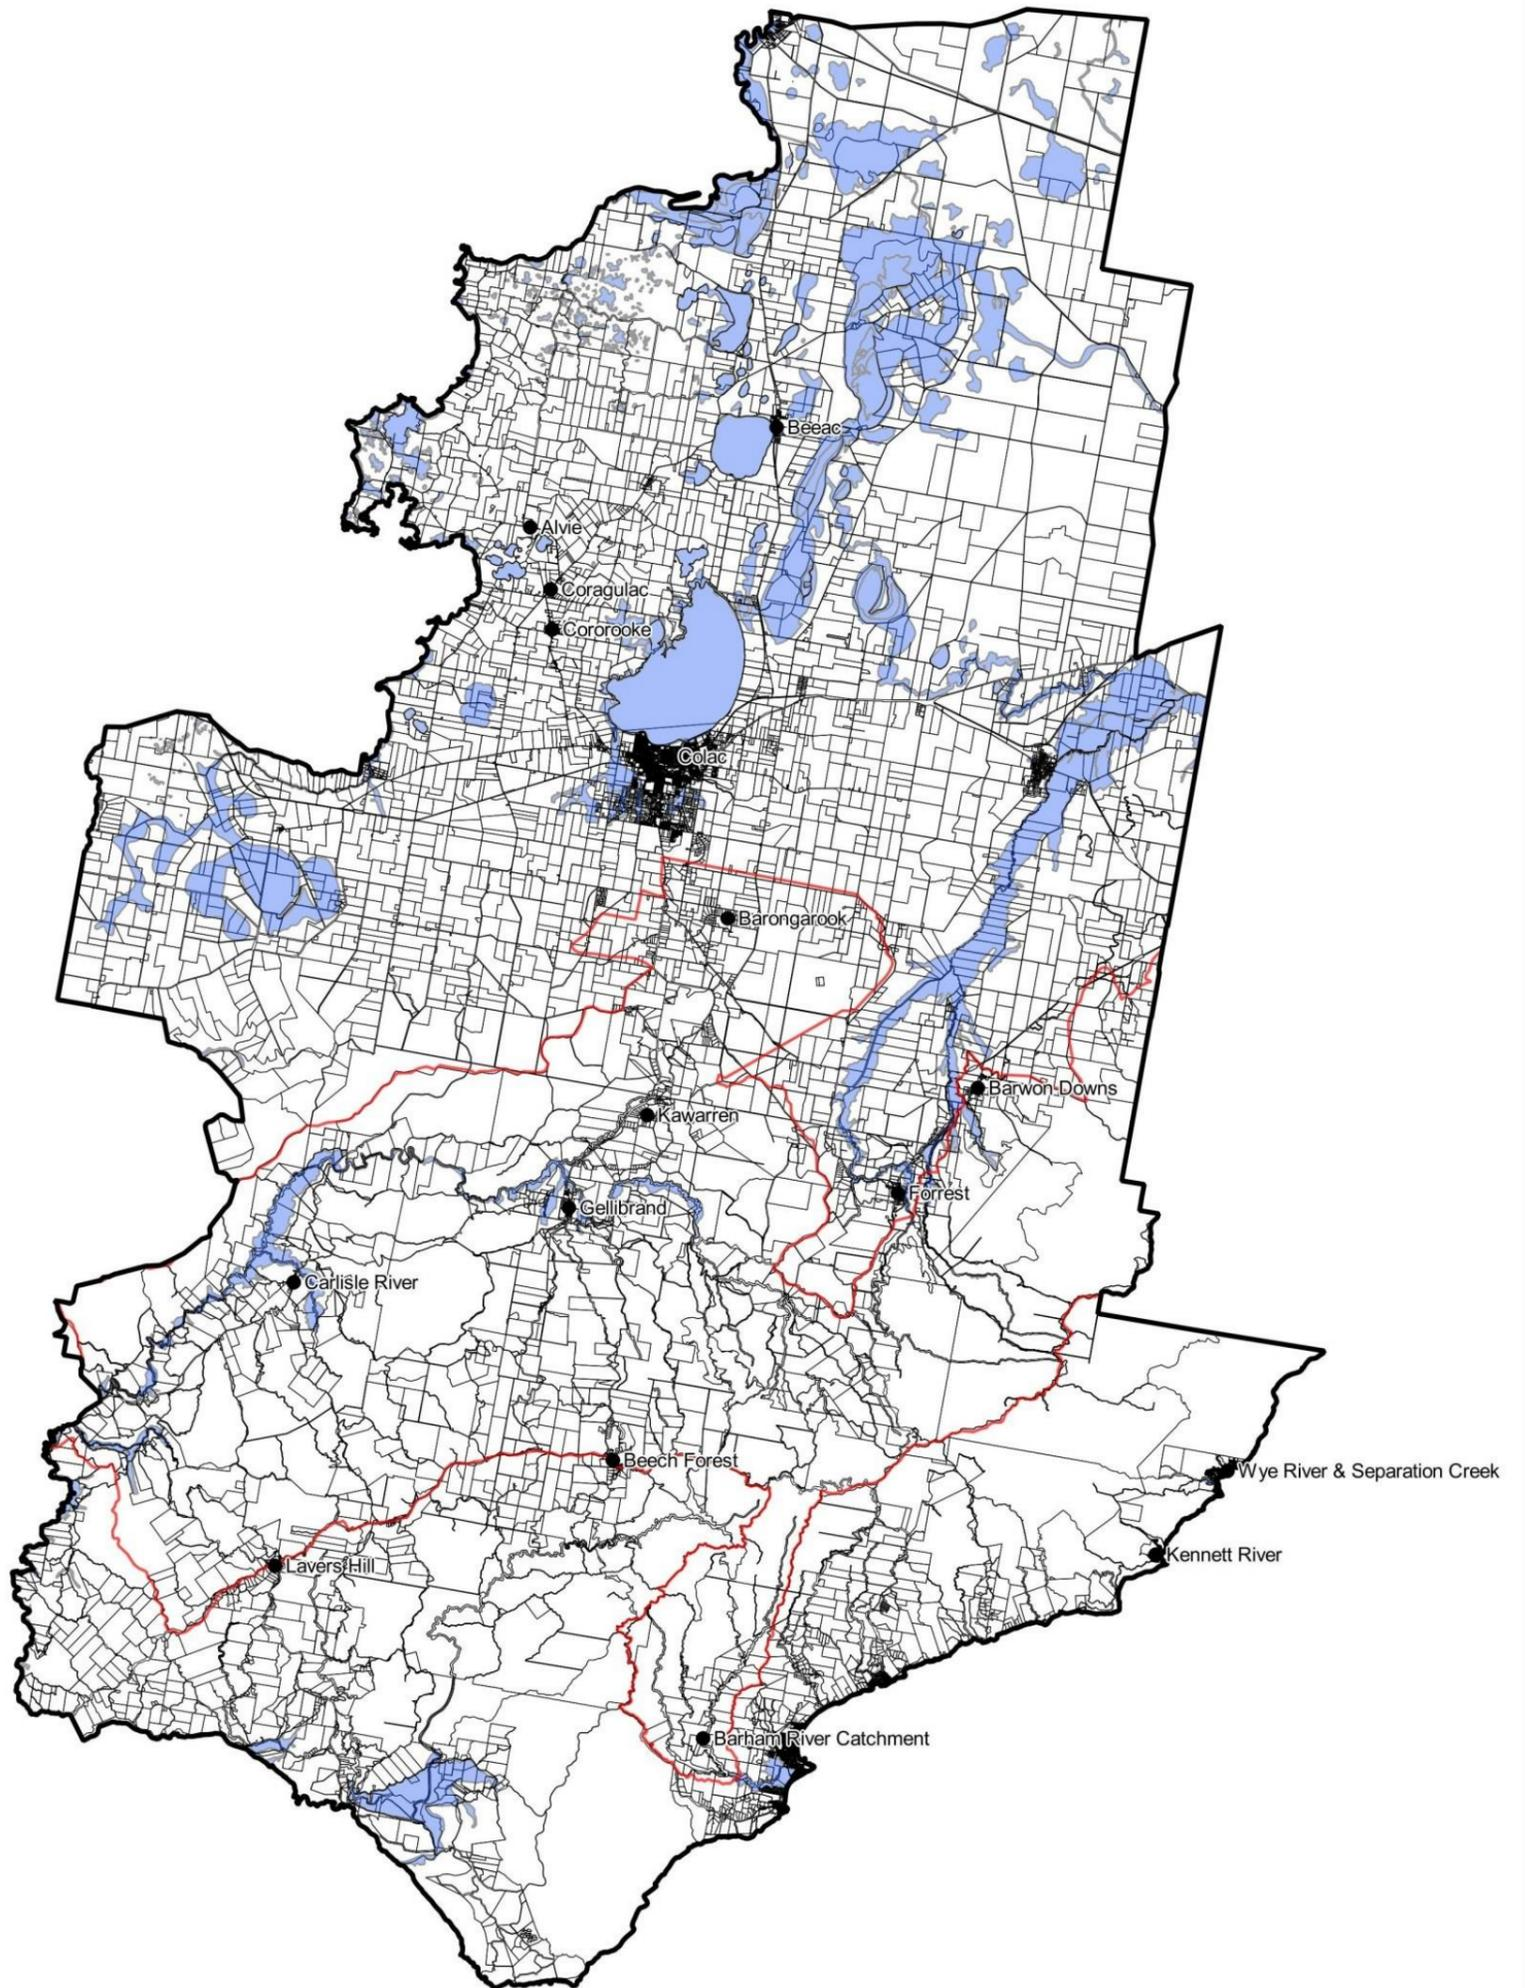 Beeac
Alvie
Coragulac
Cororooke
Colac
Barongarook
Barwon Downs
Kawarren
Forrest
Gellibrand
Carlisle River
Beech Forest
Wye River & Separation Creek
Kennett River
Lavers Hill
Barham River Catchment